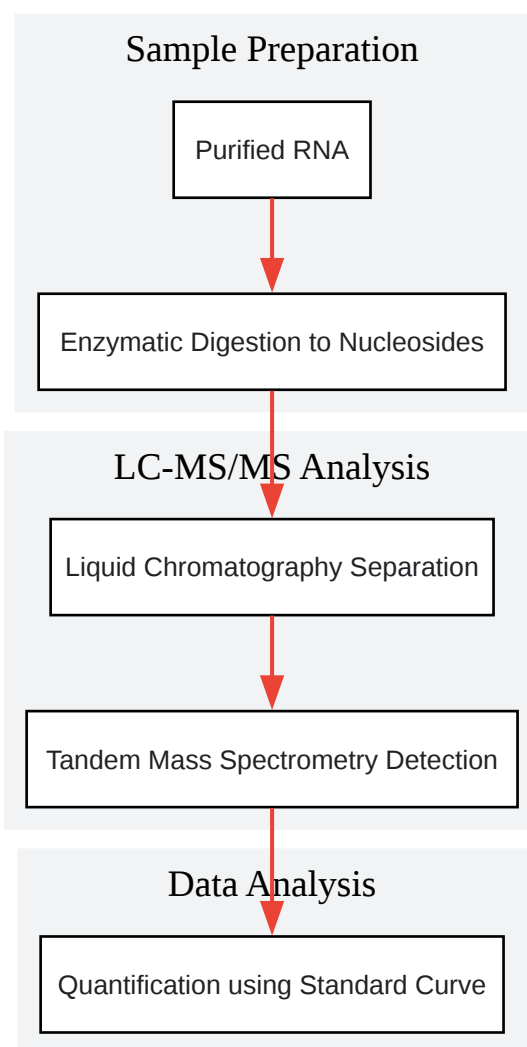 Sample Preparation
Purified RNA
Enzymatic Digestion to Nucleosides
LC-MS/MS Analysis
Liquid Chromatography Separation
Tandem Mass Spectrometry Detection
Data Analysis
Quantification using Standard Curve